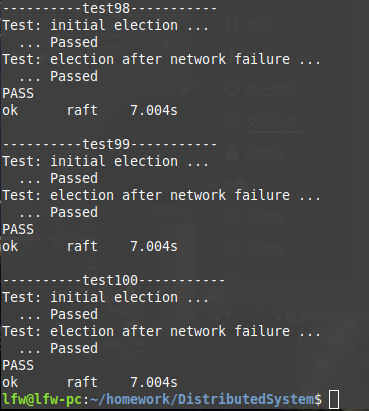 ----------test98-----------
Test: initial election ...
  ... Passed
Test: election after network failure ...
  ... Passed
PASS
ok      raft    7.004s
----------test99-----------
Test: initial election ...
  ... Passed
Test: election after network failure ...
  ... Passed
PASS
ok      raft    7.004s
----------test100-----------
Test: initial election ...
  ... Passed
Test: election after network failure ...
  ... Passed
PASS
ok      raft    7.004s
lfw@lfw-pc:~/homework/DistributedSystem$